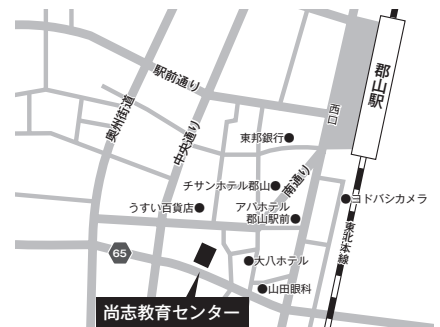 郡山駅
駅前通り
西口
奥州街道
中央通り
東邦銀行
南通り
チサンホテル郡山
ヨドバシカメラ
うすい百貨店
アパホテル
郡山駅前
東北本線
65
大八ホテル
山田眼科
尚志教育センター